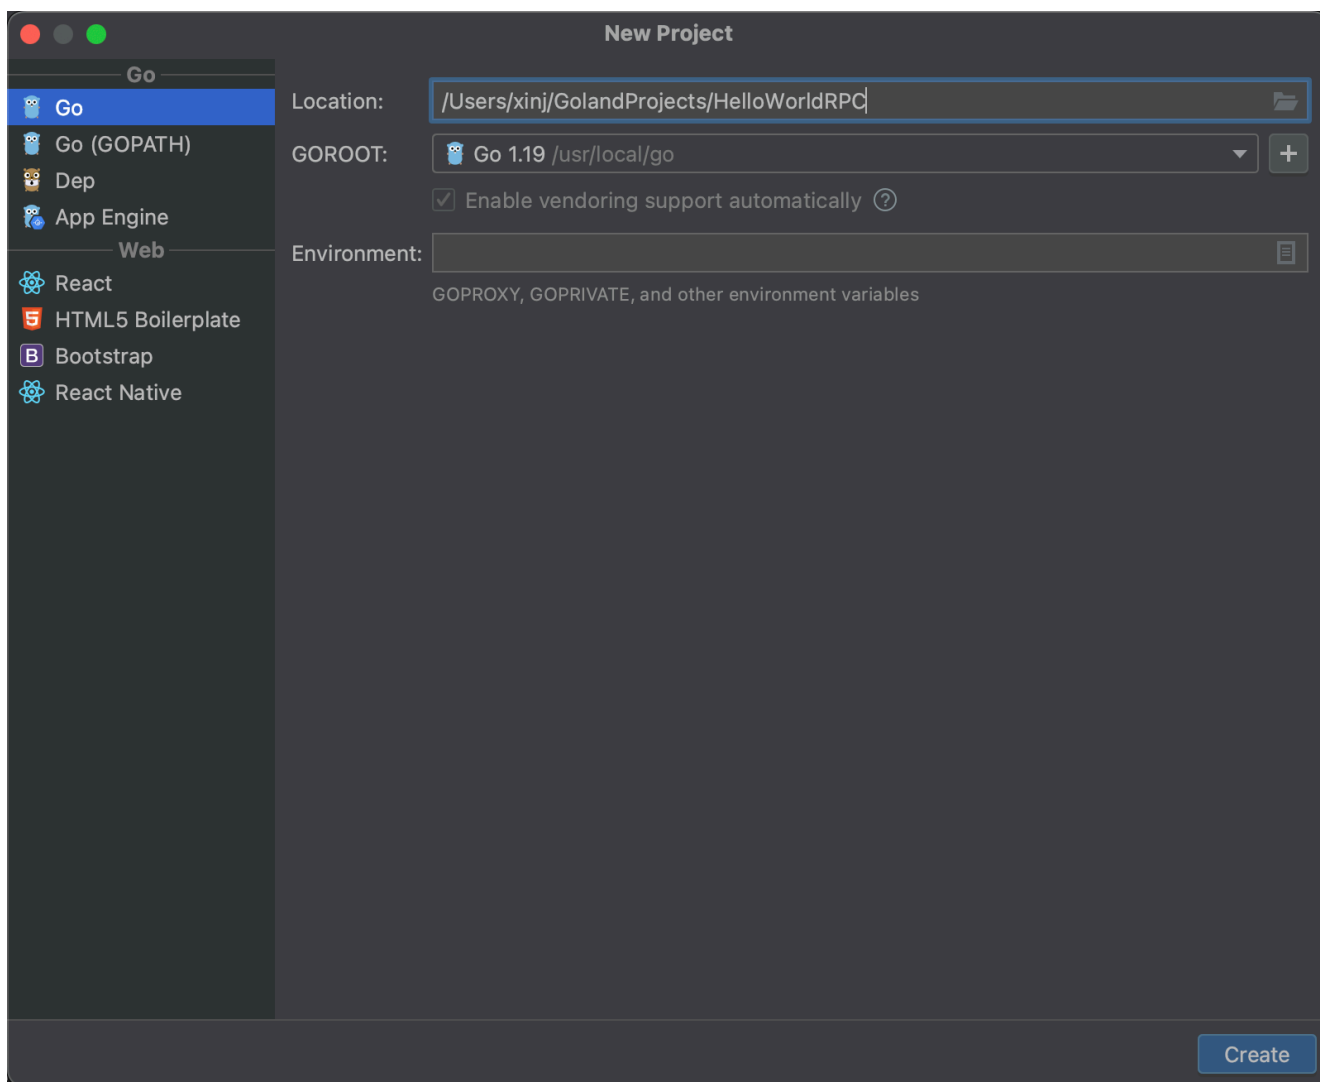 New Project
Go
Go
Go (GOPATH)
Dep
App Engine
Web
React
HTML5 Boilerplate
Bootstrap
React Native
Location: /Users/xinj/GolandProjects/HelloWorldRPC
GOROOT: Go 1.19 /usr/local/go
Enable vendoring support automatically
Environment:
GOPROXY, GOPRIVATE, and other environment variables
Create